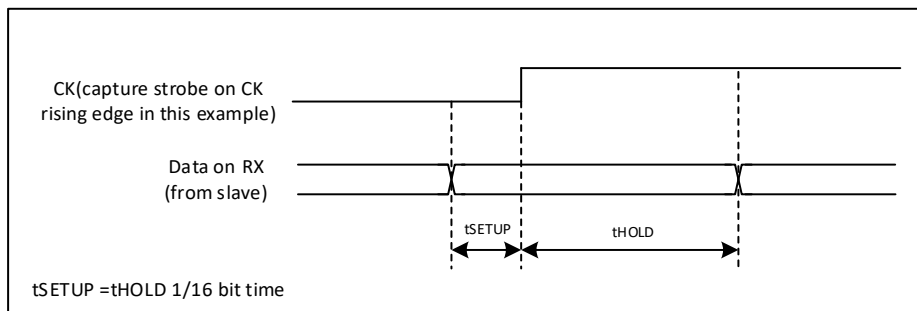 CK(capture strobe on CK
rising edge in this example)
Data on RX
(from slave)
tSETUP
tHOLD
tSETUP =tHOLD 1/16 bit time